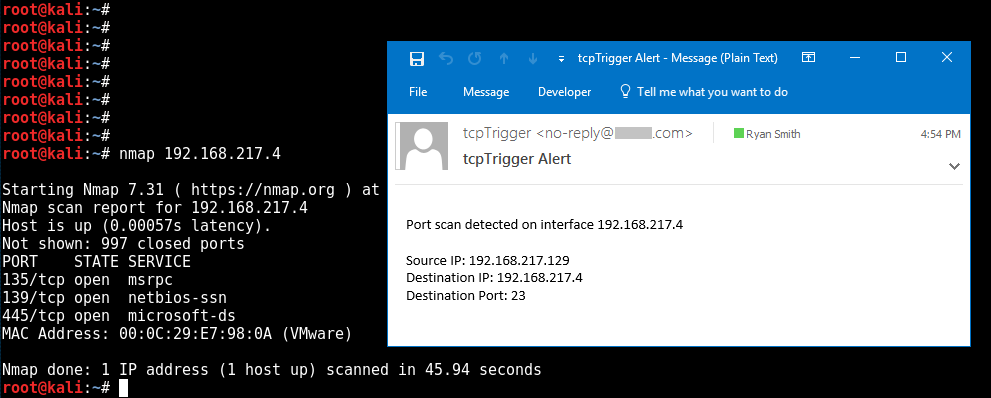 root@kali:~#
root@kali:~#
root@kali:~#
root@kali:~#
root@kali:~#
root@kali:~#
root@kali:~#
root@kali:~#
root@kali:~# nmap 192.168.217.4
Starting Nmap 7.31 ( https://nmap.org ) at
Nmap scan report for 192.168.217.4
Host is up (0.00057s latency).
Not shown: 997 closed ports
PORT    STATE SERVICE
135/tcp open  msrpc
139/tcp open  netbios-ssn
445/tcp open  microsoft-ds
MAC Address: 00:0C:29:E7:98:0A (VMware)
Nmap done: 1 IP address (1 host up) scanned in 45.94 seconds
root@kali:~#
tcpTrigger Alert - Message (Plain Text)
File Message Developer Tell me what you want to do
tcpTrigger <no-reply@ .com> Ryan Smith 4:54 PM
tcpTrigger Alert
Port scan detected on interface 192.168.217.4
Source IP: 192.168.217.129
Destination IP: 192.168.217.4
Destination Port: 23